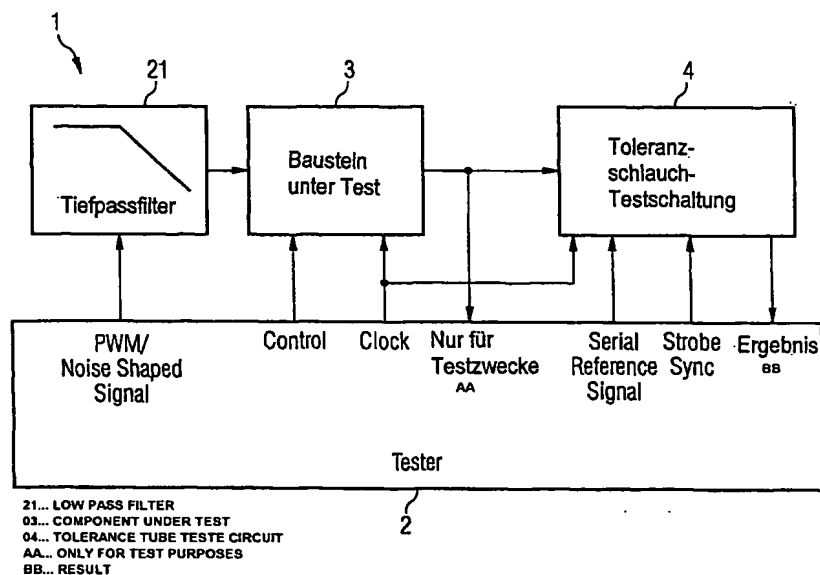 1
21
3
4
Tiefpassfilter
Baustein
unter Test
Toleranz-
schlauch-
Testschaltung
PWM/
Noise Shaped
Signal
Control
Clock
Nur für
Testzwecke
AA
Serial
Reference
Signal
Strobe
Sync
Ergebnis
BB
Tester
2
21... LOW PASS FILTER
03... COMPONENT UNDER TEST
04... TOLERANCE TUBE TESTE CIRCUIT
AA... ONLY FOR TEST PURPOSES
BB... RESULT